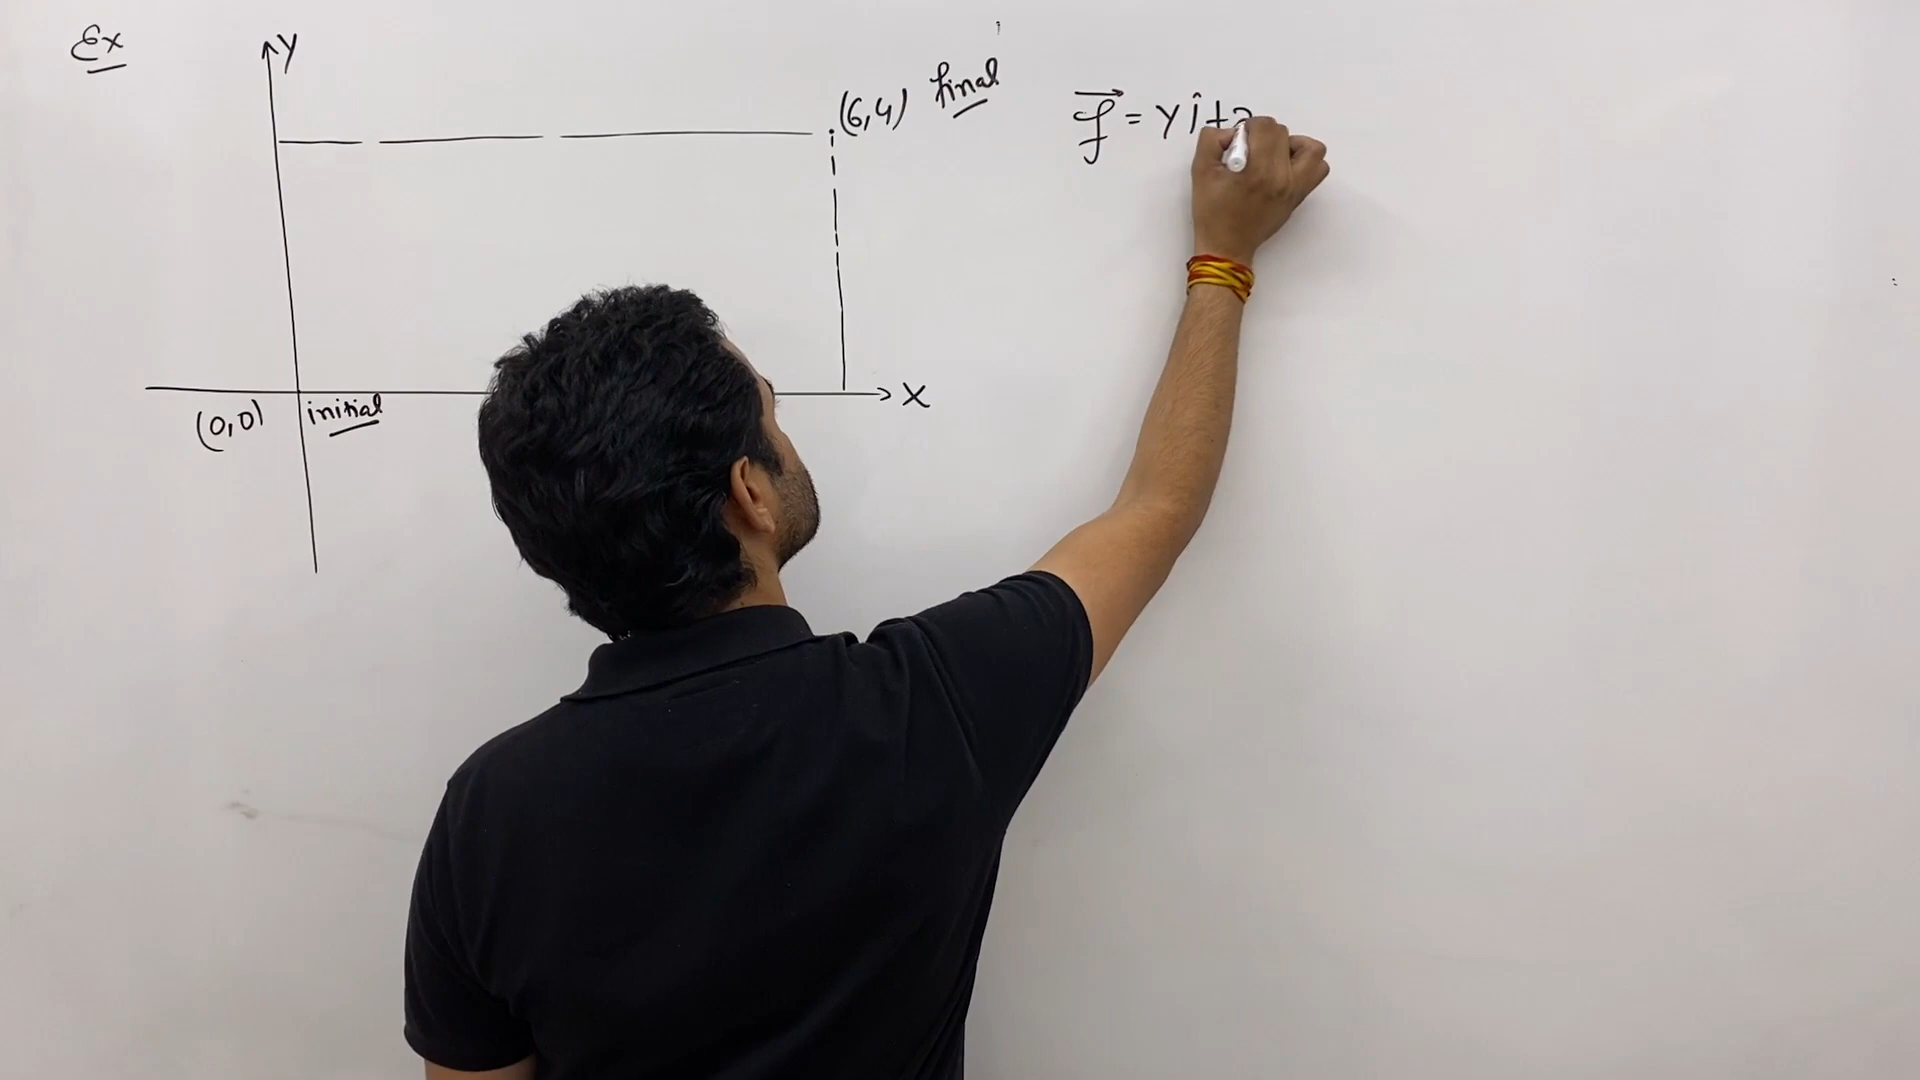 Ex
Y
(6,4) final
f = y î +
X
(0,0) initial